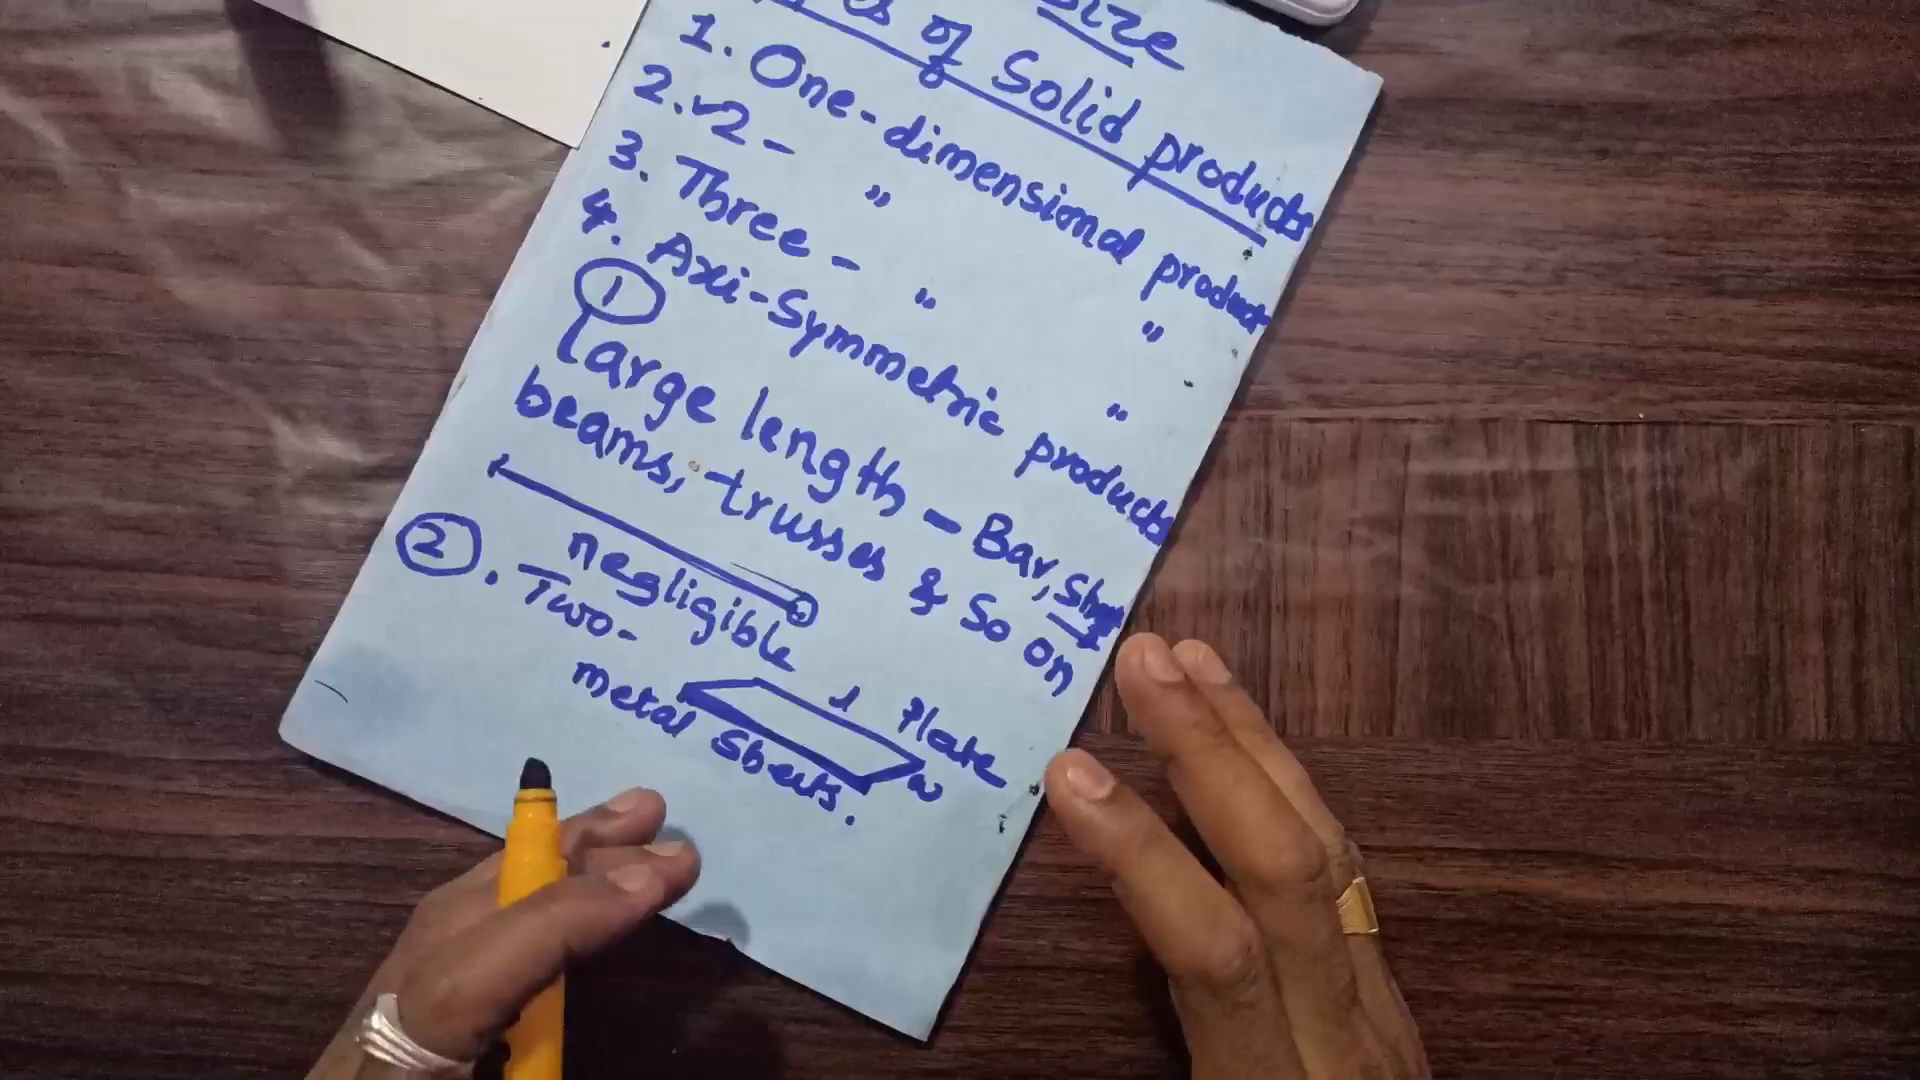 Size
of Solid products
1. One-dimensional product
2. 2- " "
3. Three- " "
4. Axi-Symmetric products
1
Large length - Bar,
beams, trusses & So on
negligible
2. Two-
l Plate
metal Sheets. w